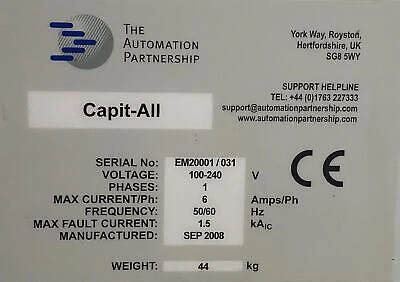 THE
AUTOMATION
PARTNERSHIP
York Way, Royston,
Hertfordshire, UK
SG8 5WY
SUPPORT HELPLINE
TEL: +44 (0)1763 227333
support@automationpartnership.com
www.automationpartnership.com
Capit-All
SERIAL No: EM20001 / 031
VOLTAGE: 100-240 V
PHASES: 1
MAX CURRENT/Ph: 6 Amps/Ph
FREQUENCY: 50/60 Hz
MAX FAULT CURRENT: 1.5 kAIC
MANUFACTURED: SEP 2008
WEIGHT: 44 kg
CE